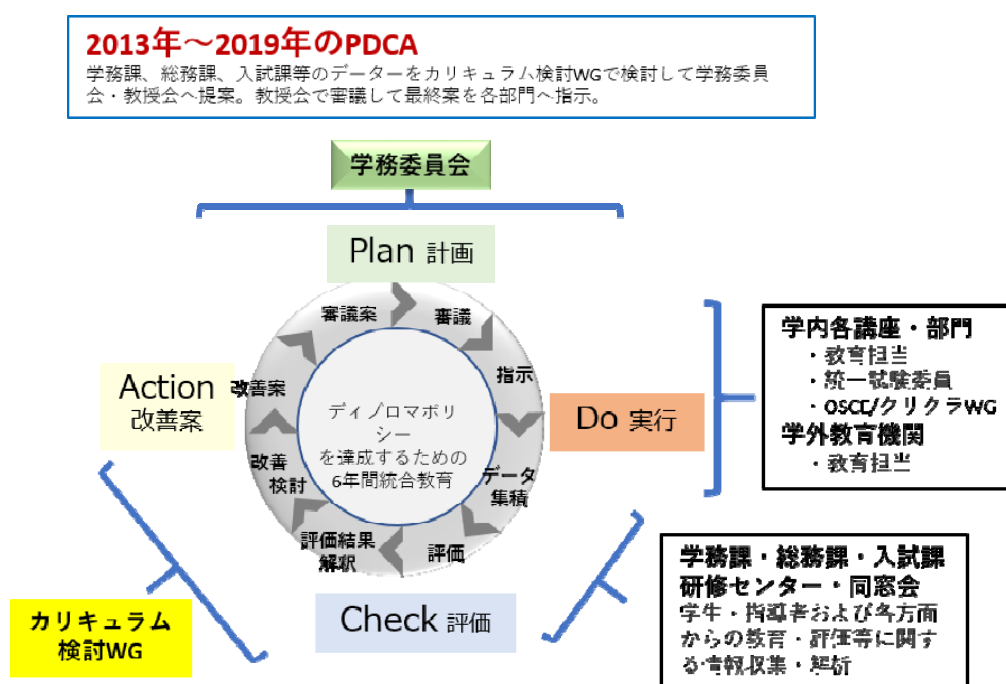 2013年～2019年のPDCA
学務課、総務課、入試課等のデーターをカリキュラム検討WGで検討して学務委員
会・教授会へ提案。教授会で審議して最終案を各部門へ指示。
学務委員会
Plan 計画
審議案
審議
指示
Action
改善案
改善案
ディプロマポリ
シー
を達成するための
6年間統合教育
Do 実行
学内各講座・部門
・教育担当
・統一試験委員
・OSCE/クリクラWG
学外教育機関
・教育担当
改善
検討
データ
集積
評価結果
解釈
評価
Check 評価
カリキュラム
検討WG
学務課・総務課・入試課
研修センター・同窓会
学生・指導者および各方面
からの教育・評価等に関す
る情報収集・解析